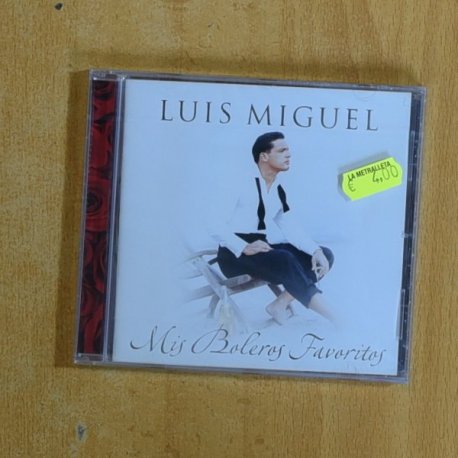 LUIS MIGUEL
LA METRALLETA
€ 4,00
Mis Boleros Favoritos